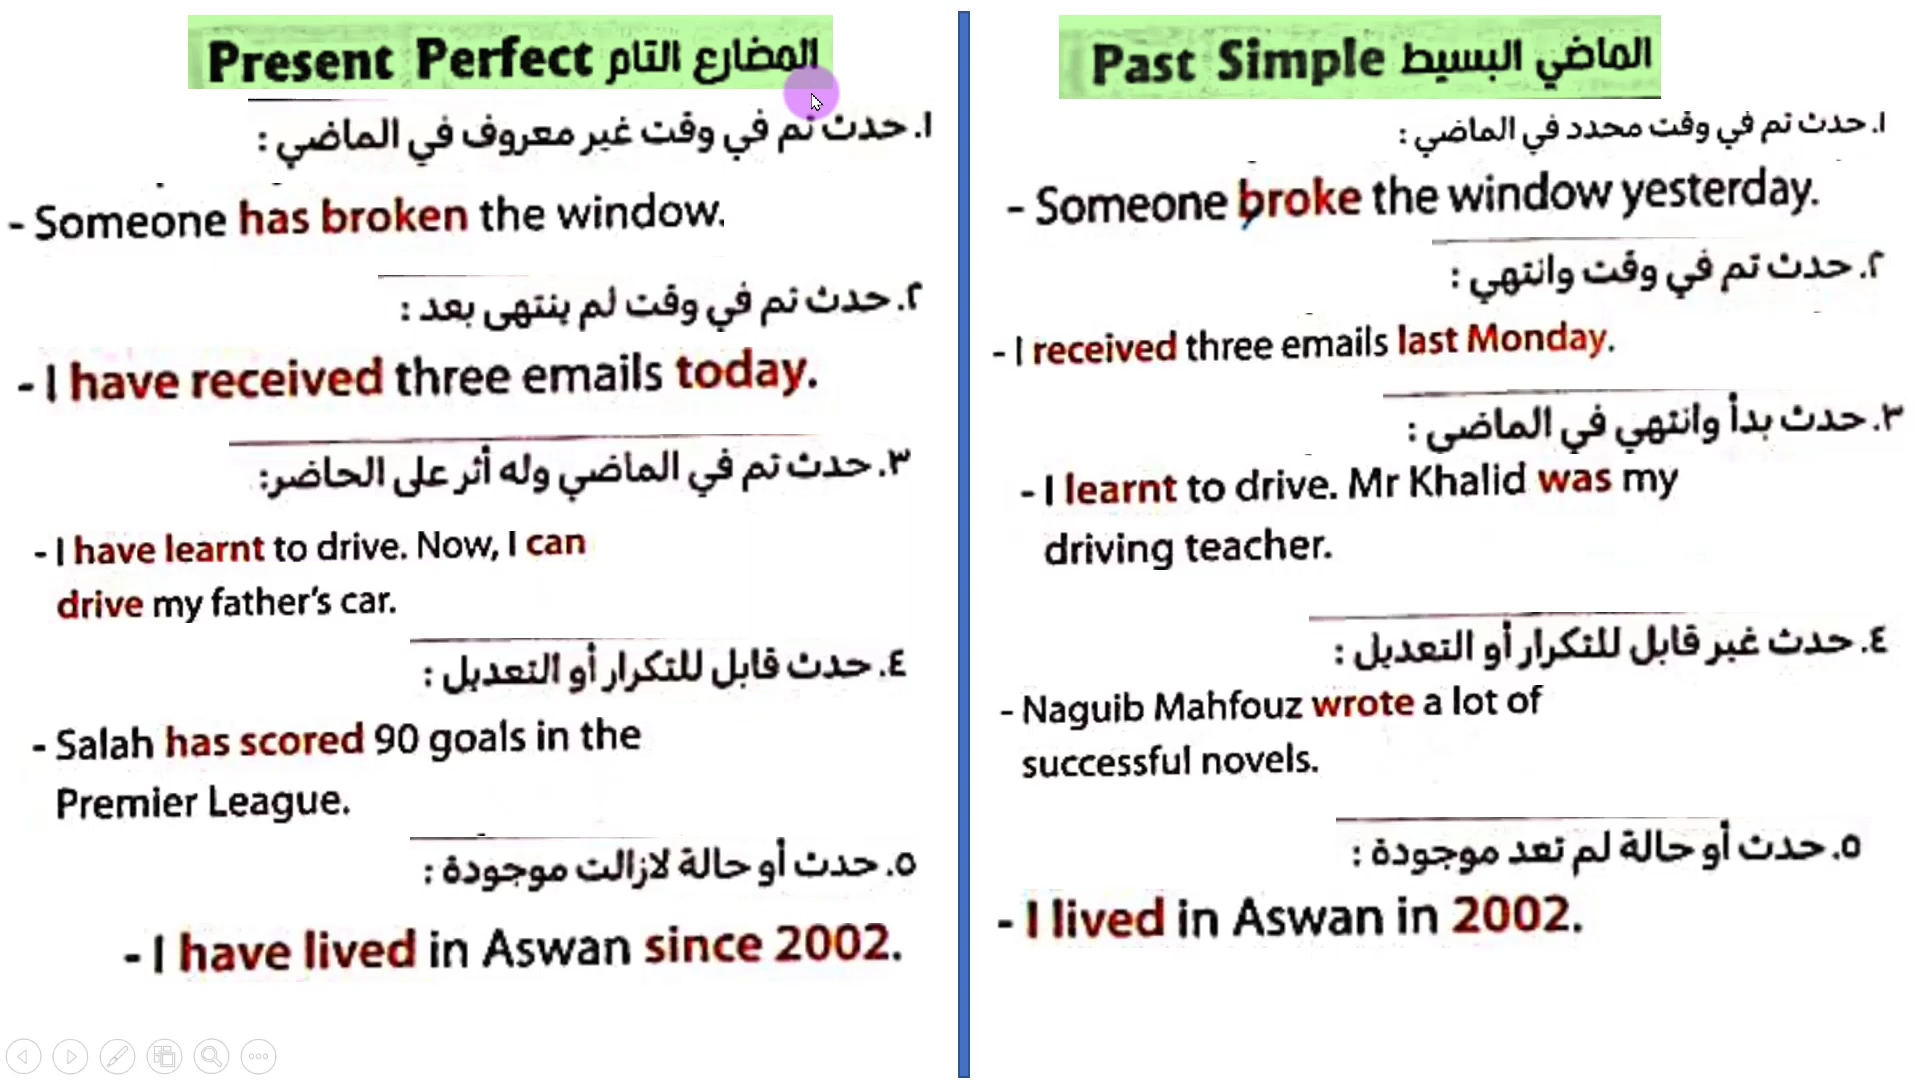 Present Perfect المضارع التام
١. حدث تم في وقت غير معروف في الماضي :
- Someone has broken the window.
٢. حدث تم في وقت لم ينتهى بعد :
- I have received three emails today.
٣. حدث تم في الماضي وله أثر على الحاضر:
- I have learnt to drive. Now, I can
drive my father's car.
٤. حدث قابل للتكرار أو التعديل :
- Salah has scored 90 goals in the
Premier League.
٥. حدث أو حالة لازالت موجودة :
- I have lived in Aswan since 2002.
Past Simple الماضي البسيط
١. حدث تم في وقت محدد في الماضي :
- Someone broke the window yesterday.
٢. حدث تم في وقت وانتهي :
- I received three emails last Monday.
٣. حدث بدأ وانتهي في الماضى :
- I learnt to drive. Mr Khalid was my
driving teacher.
٤. حدث غير قابل للتكرار أو التعديل :
- Naguib Mahfouz wrote a lot of
successful novels.
٥. حدث أو حالة لم تعد موجودة :
- I lived in Aswan in 2002.